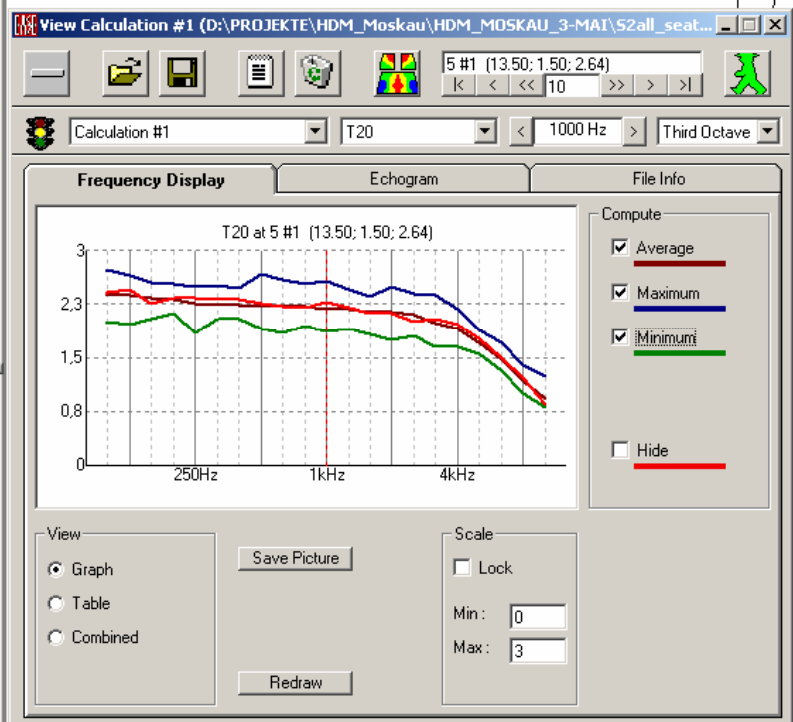 View Calculation #1 (D:\PROJEKTE\HDM_Moskau\HDM_MOSKAU_3-MAI\S2all_seat...
5 #1 (13.50; 1.50; 2.64)
|< < << 10 >> > >|
Calculation #1 T20 < 1000 Hz > Third Octave
Frequency Display Echogram File Info
T20 at 5 #1 (13.50; 1.50; 2.64)
3
2,3
1,5
0,8
0
250Hz 1kHz 4kHz
Compute
Average
Maximum
Minimum
Hide
View
Graph
Table
Combined
Save Picture
Redraw
Scale
Lock
Min : 0
Max : 3